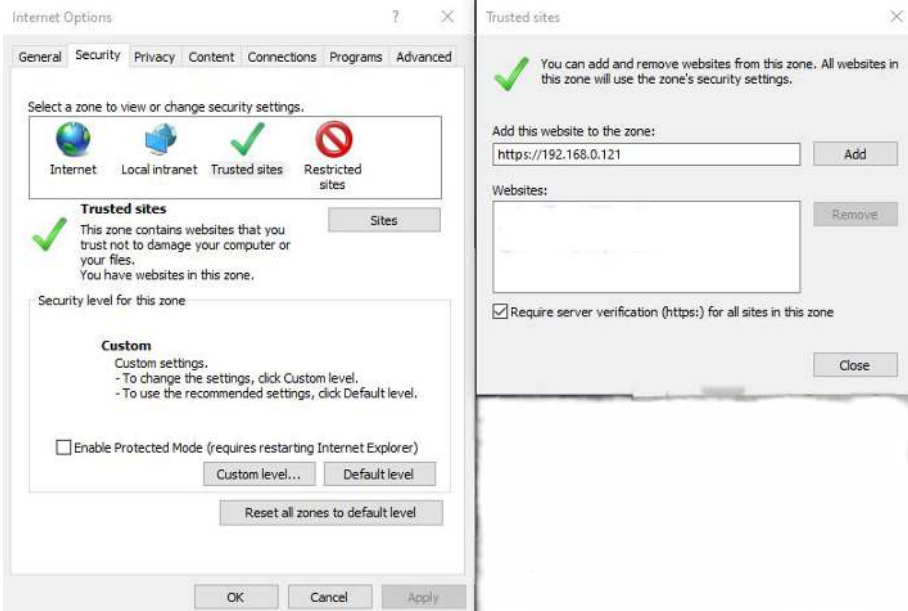 Internet Options
? ×
General Security Privacy Content Connections Programs Advanced
Select a zone to view or change security settings.
Internet Local intranet Trusted sites Restricted
sites
Trusted sites
Sites
This zone contains websites that you
trust not to damage your computer or
your files.
You have websites in this zone.
Security level for this zone
Custom
Custom settings.
- To change the settings, click Custom level.
- To use the recommended settings, click Default level.
Enable Protected Mode (requires restarting Internet Explorer)
Custom level... Default level
Reset all zones to default level
OK Cancel Apply
Trusted sites
×
You can add and remove websites from this zone. All websites in
this zone will use the zone's security settings.
Add this website to the zone:
https://192.168.0.121 Add
Websites:
Remove
Require server verification (https:) for all sites in this zone
Close